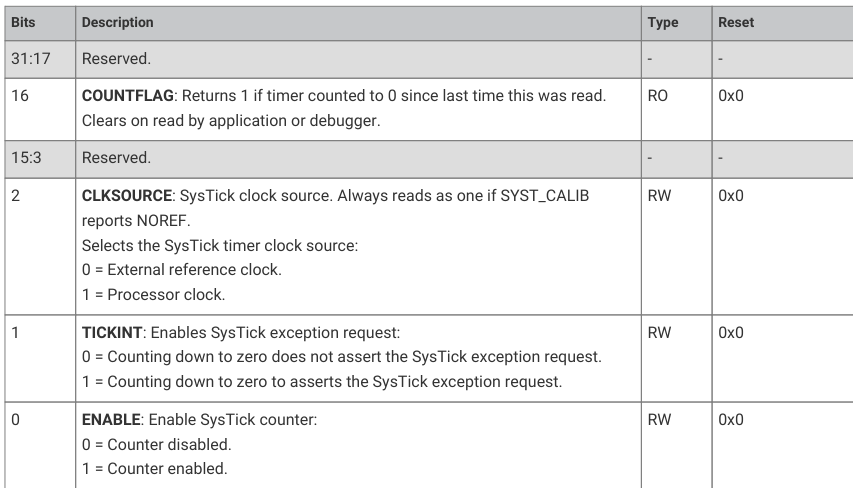 Bits Description Type Reset
31:17 Reserved. - -
16 COUNTFLAG: Returns 1 if timer counted to 0 since last time this was read. RO 0x0
Clears on read by application or debugger.
15:3 Reserved. - -
2 CLKSOURCE: SysTick clock source. Always reads as one if SYST_CALIB RW 0x0
reports NOREF.
Selects the SysTick timer clock source:
0 = External reference clock.
1 = Processor clock.
1 TICKINT: Enables SysTick exception request: RW 0x0
0 = Counting down to zero does not assert the SysTick exception request.
1 = Counting down to zero to asserts the SysTick exception request.
0 ENABLE: Enable SysTick counter: RW 0x0
0 = Counter disabled.
1 = Counter enabled.